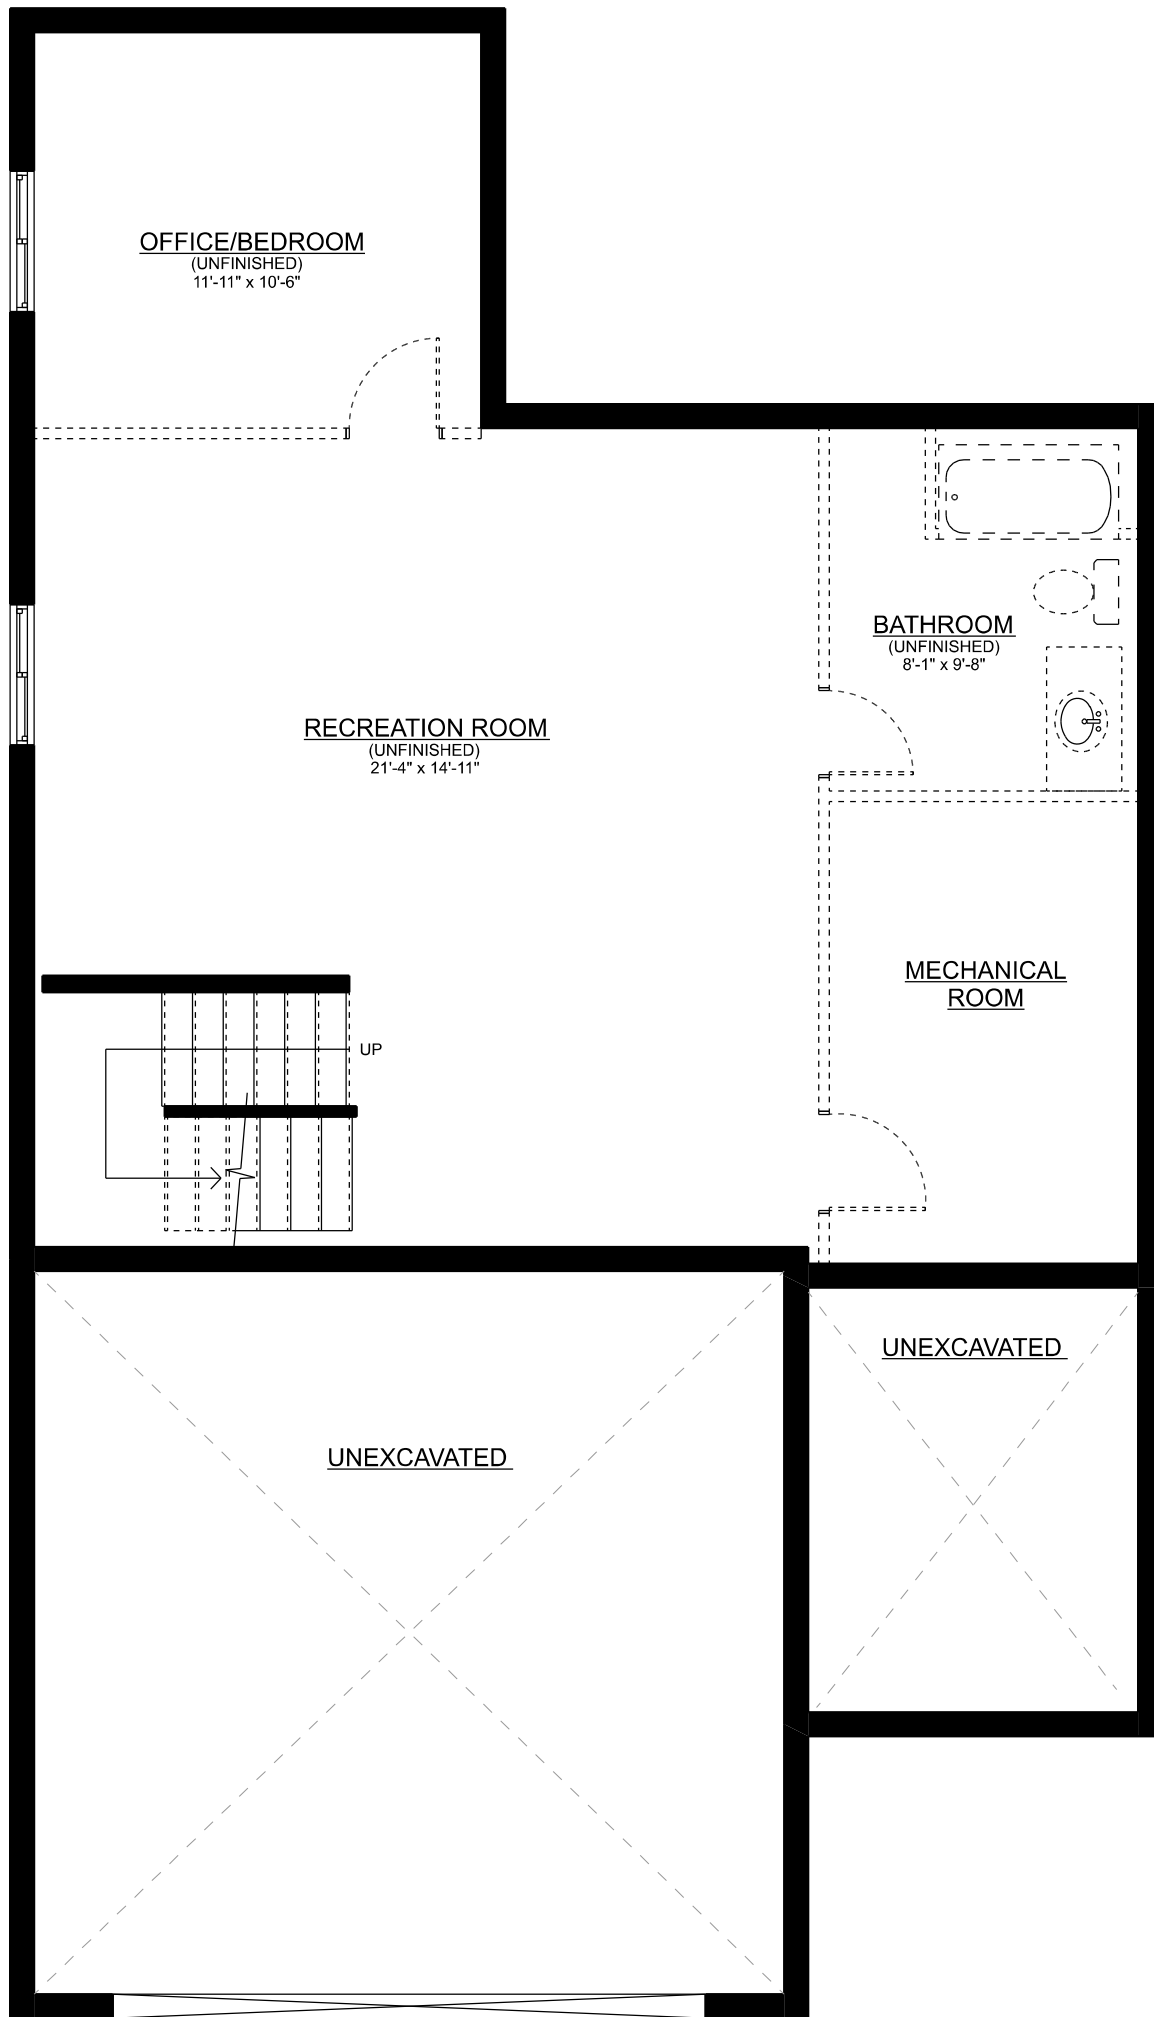 OFFICE/BEDROOM
(UNFINISHED)
11'-11" x 10'-6"
BATHROOM
(UNFINISHED)
8'-1" x 9'-8"
RECREATION ROOM
(UNFINISHED)
21'-4" x 14'-11"
MECHANICAL
ROOM
UP
UNEXCAVATED
UNEXCAVATED